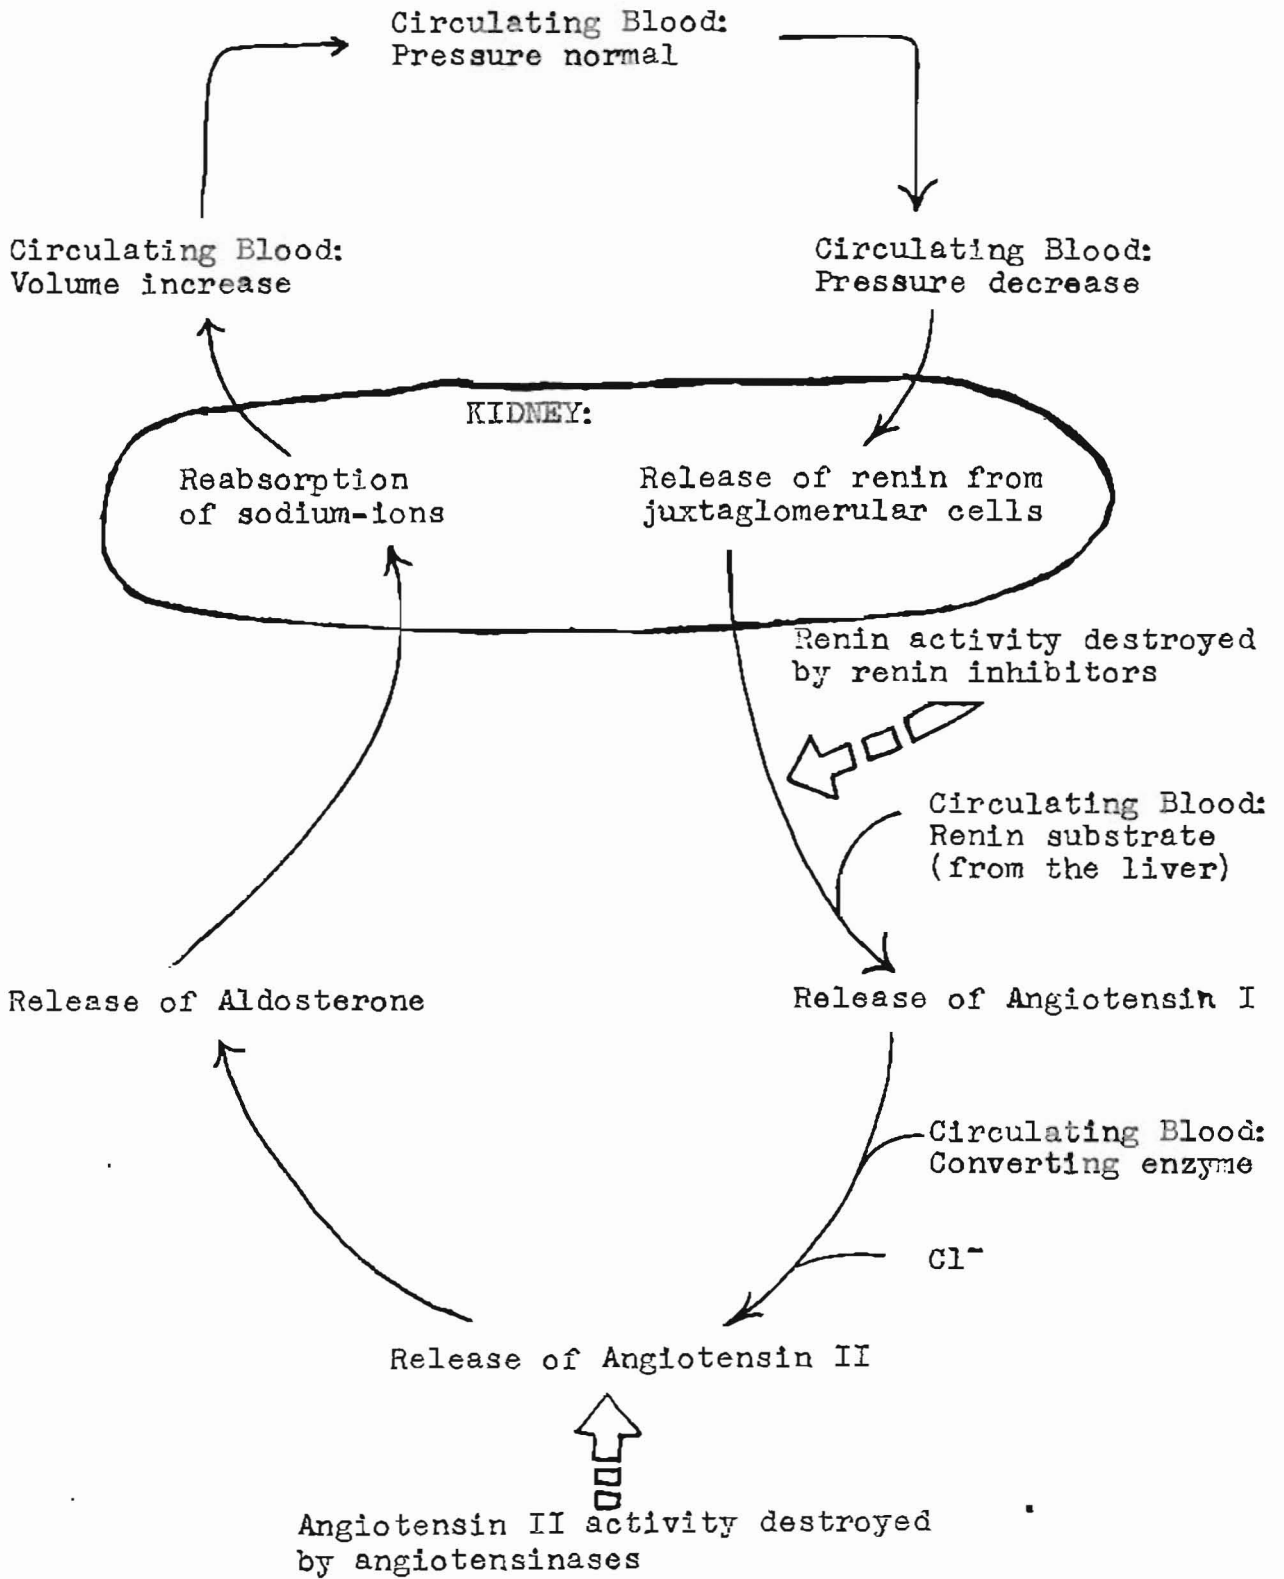 Circulating Blood:
Pressure normal
Circulating Blood:
Volume increase
Circulating Blood:
Pressure decrease
KIDNEY:
Reabsorption
of sodium-ions
Release of renin from
juxtaglomerular cells
Renin activity destroyed
by renin inhibitors
Circulating Blood:
Renin substrate
(from the liver)
Release of Aldosterone
Release of Angiotensin I
Circulating Blood:
Converting enzyme
Cl⁻
Release of Angiotensin II
Angiotensin II activity destroyed
by angiotensinases